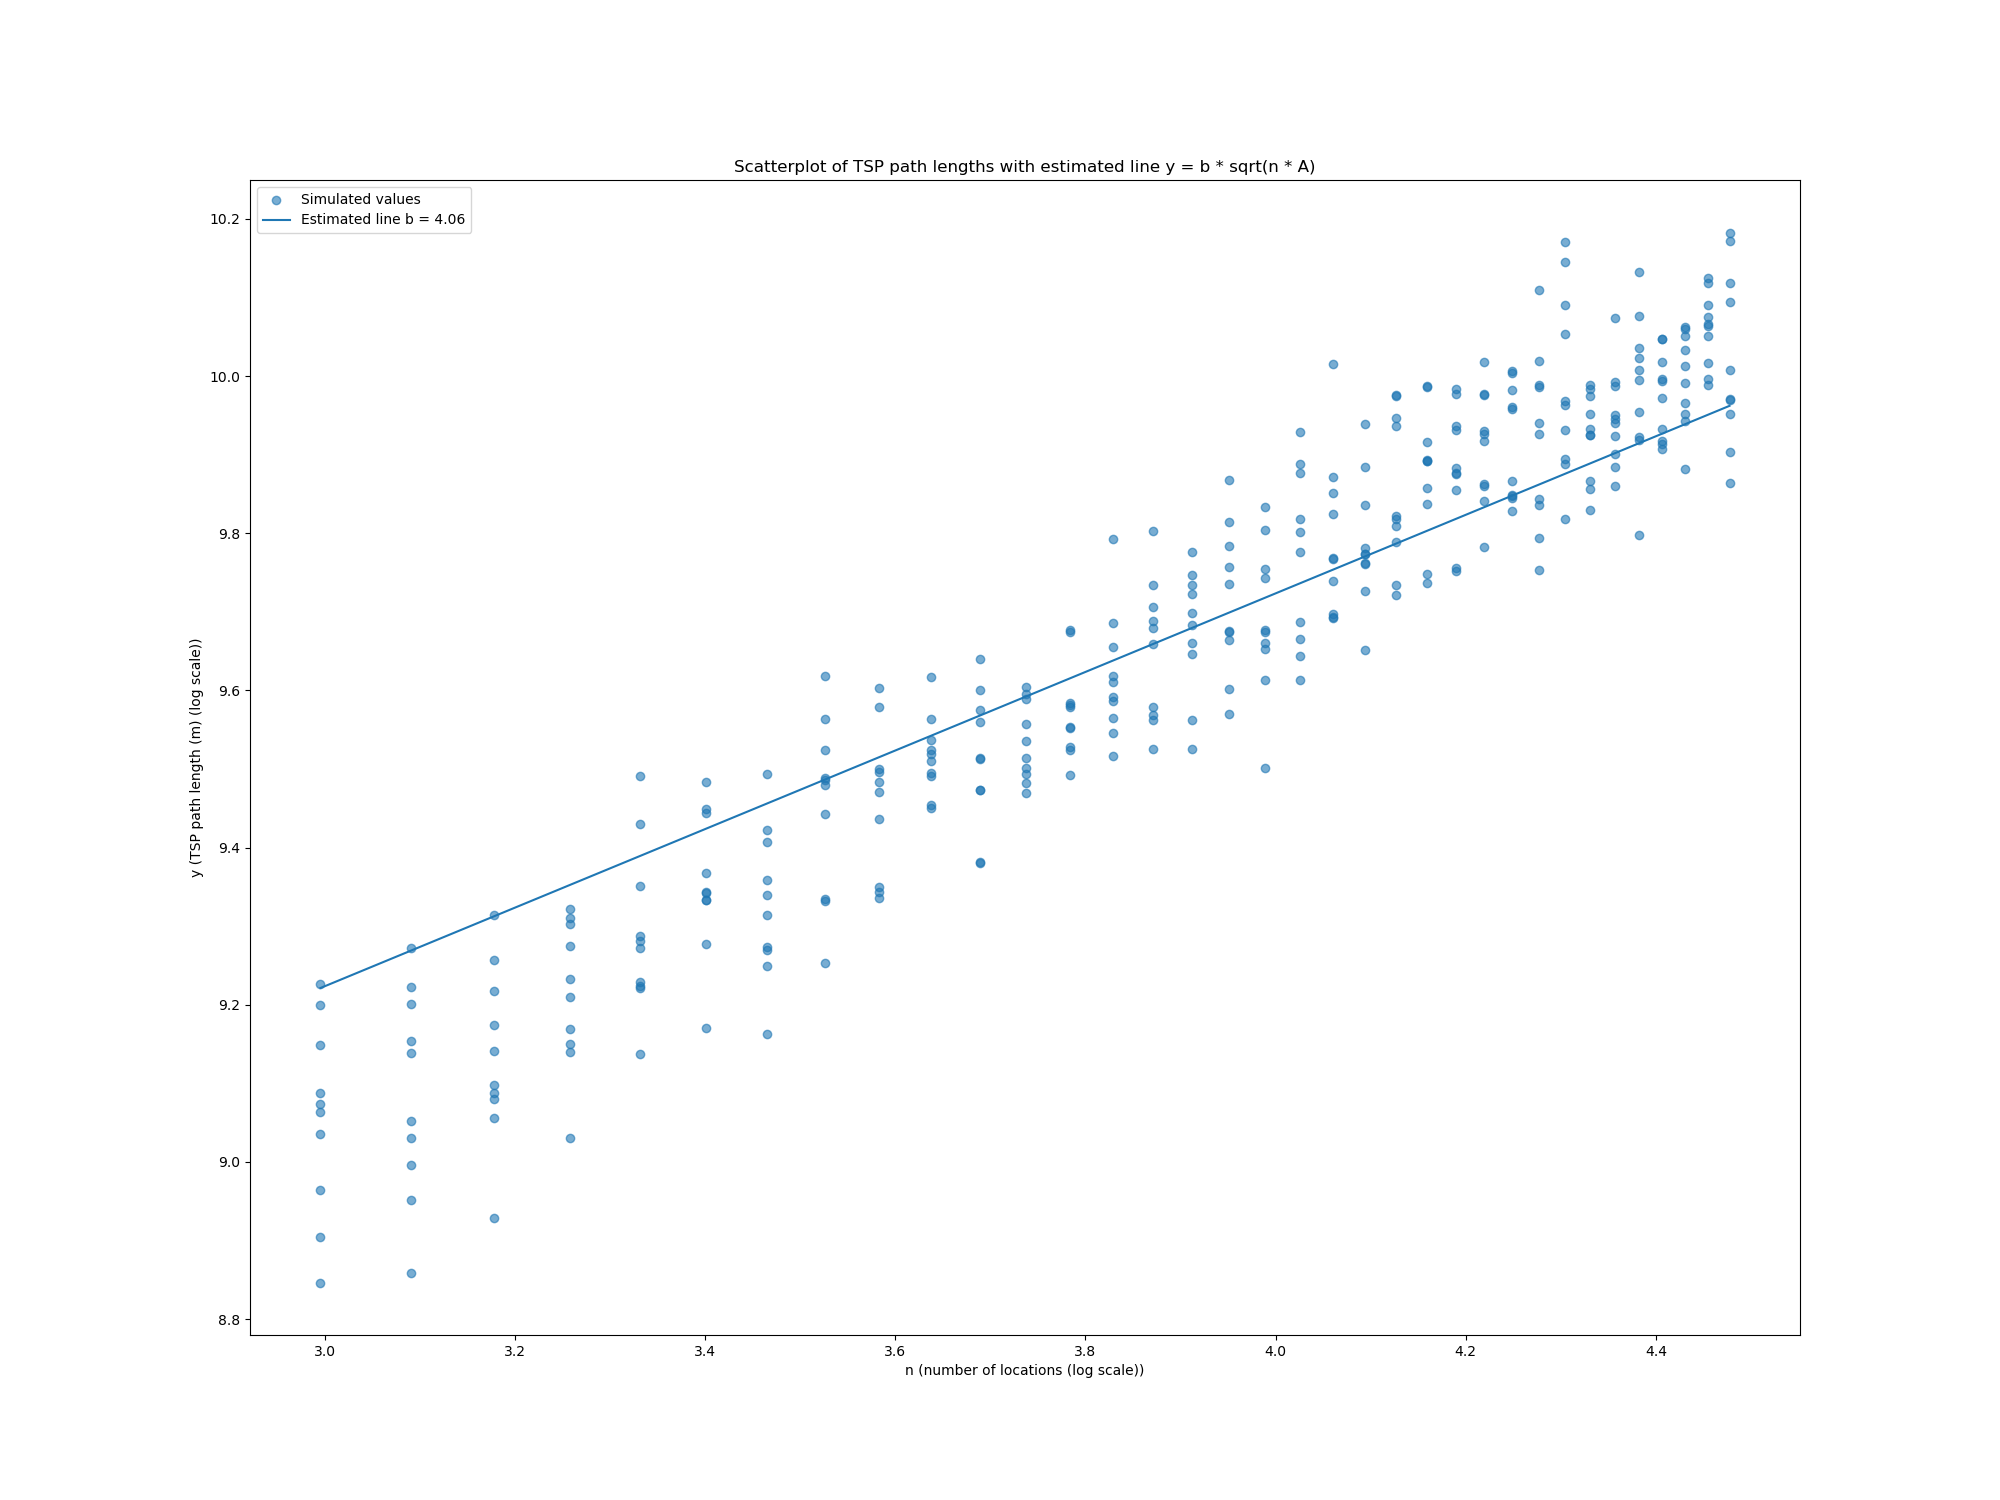 Scatterplot of TSP path lengths with estimated line y = b * sqrt(n * A)
Simulated values
Estimated line b = 4.06
10.2
10.0
9.8
9.6
9.4
9.2
9.0
8.8
y (TSP path length (m) (log scale))
3.0 3.2 3.4 3.6 3.8 4.0 4.2 4.4
n (number of locations (log scale))